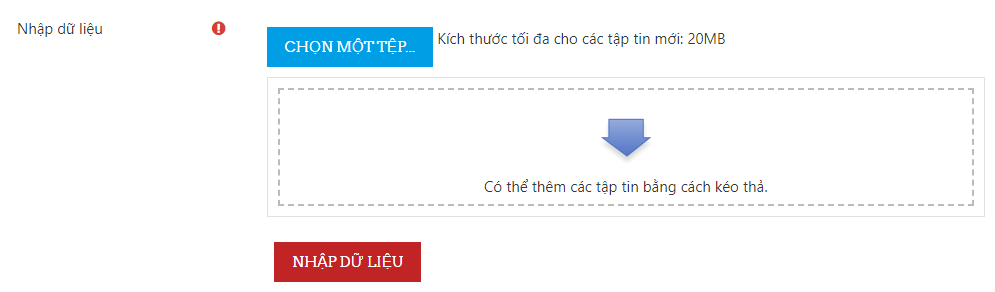 Nhập dữ liệu
CHỌN MỘT TỆP... Kích thước tối đa cho các tập tin mới: 20MB
Có thể thêm các tập tin bằng cách kéo thả.
NHẬP DỮ LIỆU